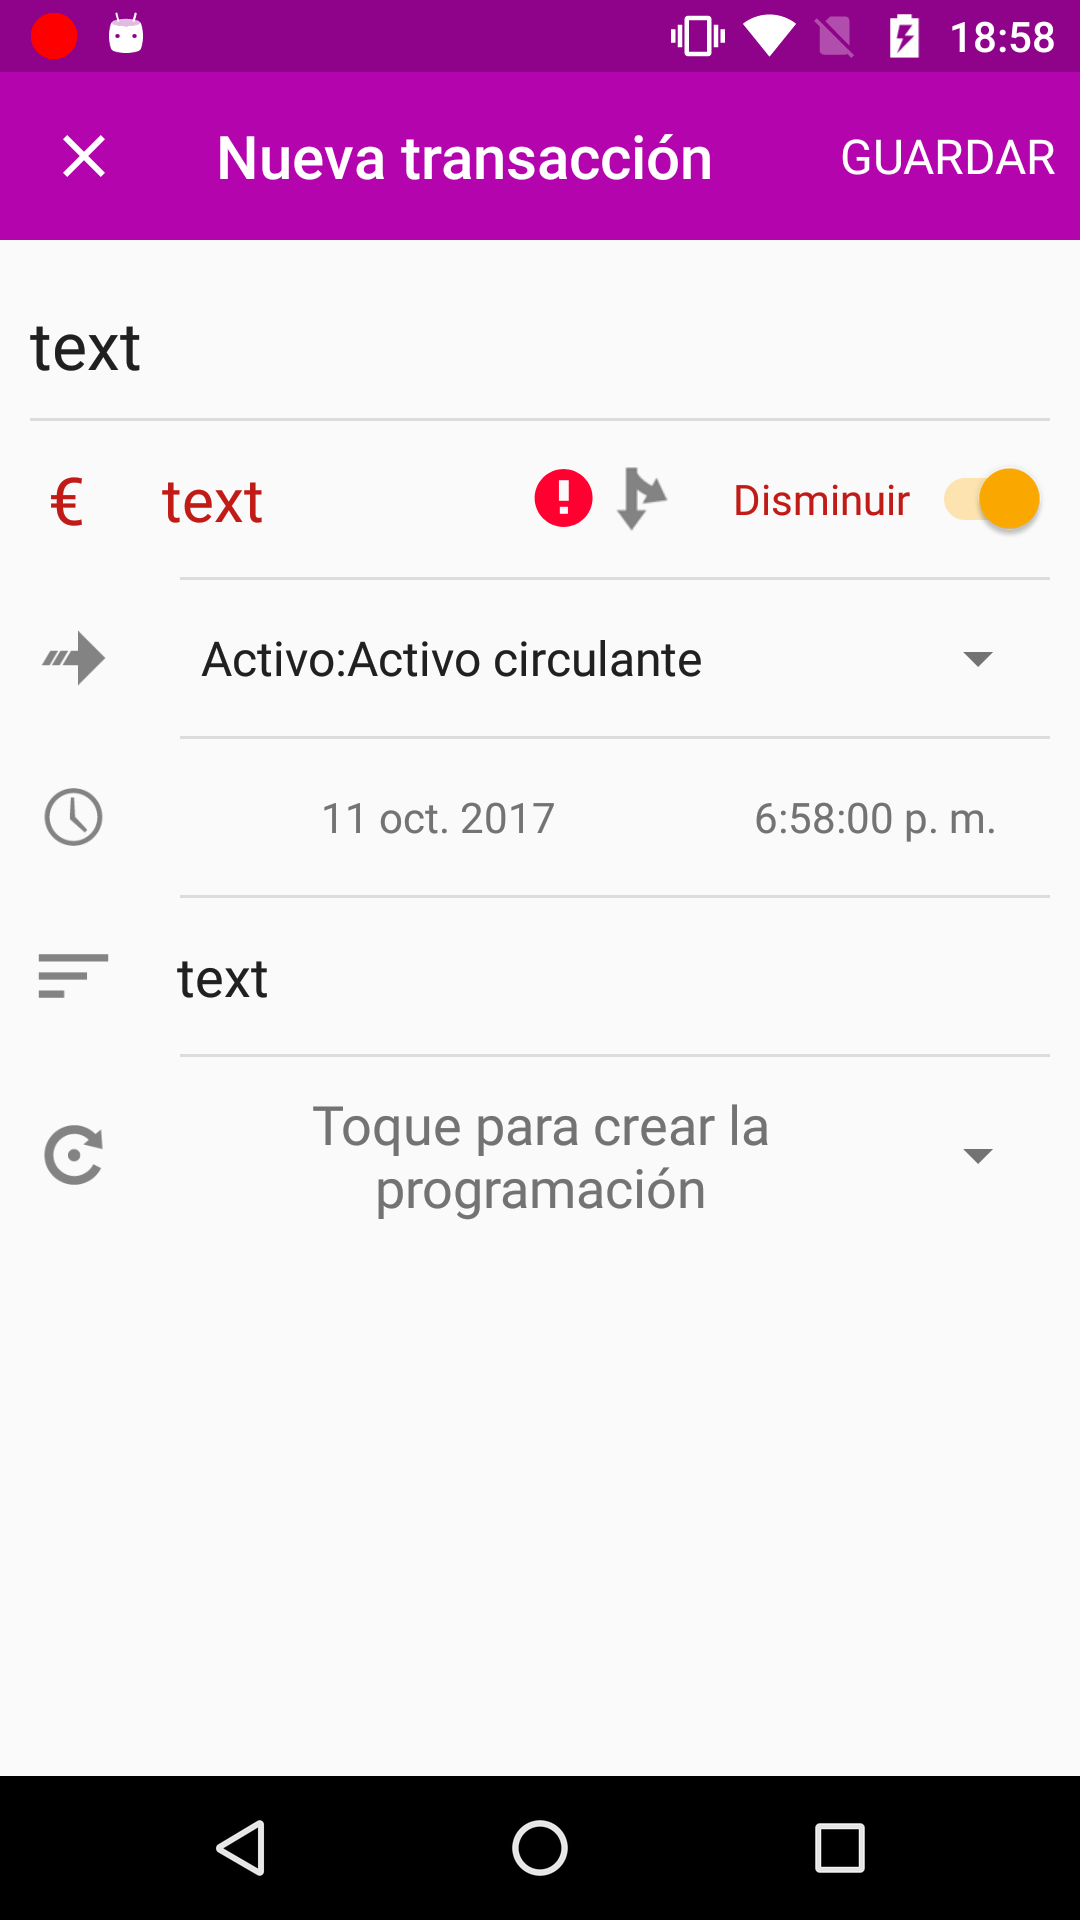 18:58
Nueva transacción GUARDAR
text
€ text Disminuir
Activo:Activo circulante
11 oct. 2017 6:58:00 p. m.
text
Toque para crear la
programación